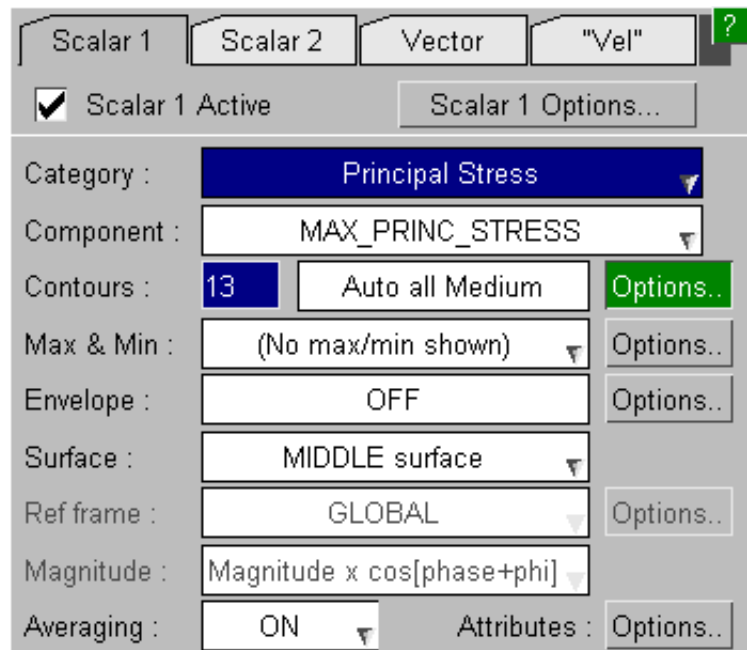 Scalar 1 Scalar 2 Vector "Vel" ?
Scalar 1 Active Scalar 1 Options...
Category : Principal Stress
Component : MAX_PRINC_STRESS
Contours : 13 Auto all Medium Options..
Max & Min : (No max/min shown) Options..
Envelope : OFF Options..
Surface : MIDDLE surface
Ref frame : GLOBAL Options..
Magnitude : Magnitude x cos[phase+phi]
Averaging : ON Attributes : Options..